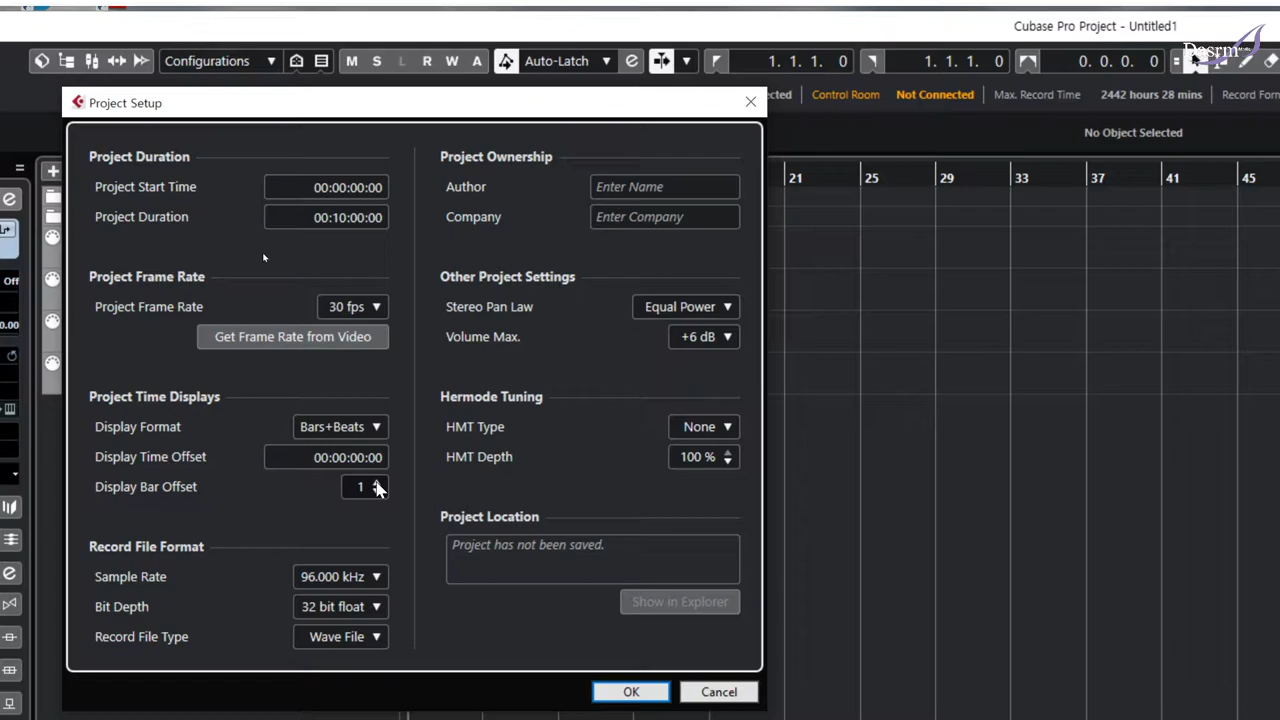 Cubase Pro Project - Untitled1
Configurations
M S L R W A
Auto-Latch
1. 1. 1. 0
1. 1. 1. 0
0. 0. 0. 0
Control Room
Not Connected
Max. Record Time
2442 hours 28 mins
No Object Selected
21 25 29 33 37 41 45
Off
Project Setup
Project Duration
Project Start Time 00:00:00:00
Project Duration 00:10:00:00
Project Frame Rate
Project Frame Rate 30 fps
Get Frame Rate from Video
Project Time Displays
Display Format Bars+Beats
Display Time Offset 00:00:00:00
Display Bar Offset 1
Record File Format
Sample Rate 96.000 kHz
Bit Depth 32 bit float
Record File Type Wave File
Project Ownership
Author Enter Name
Company Enter Company
Other Project Settings
Stereo Pan Law Equal Power
Volume Max. +6 dB
Hermode Tuning
HMT Type None
HMT Depth 100 %
Project Location
Project has not been saved.
Show in Explorer
OK Cancel